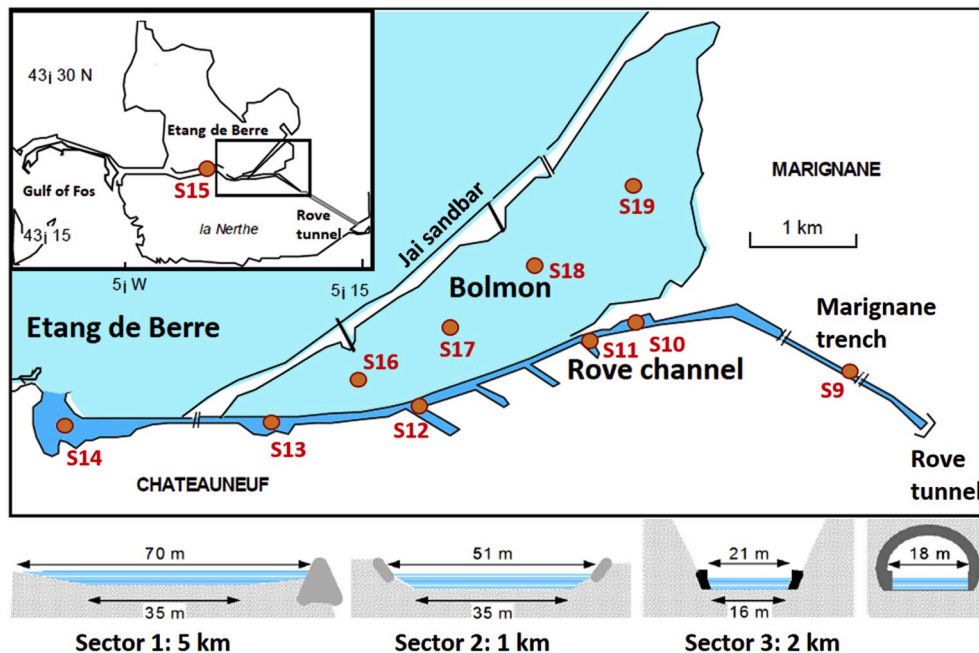 43¡ 30 N
Etang de Berre
Gulf of Fos
S15
la Nerthe
Rove
tunnel
43¡ 15
5¡ W
5¡ 15
MARIGNANE
1 km
S19
Jai sandbar
S18
Bolmon
Etang de Berre
S17
S16
Marignane
trench
S10
S11
Rove channel
S9
S12
S13
S14
CHATEAUNEUF
Rove
tunnel
70 m
35 m
Sector 1: 5 km
51 m
35 m
Sector 2: 1 km
21 m
16 m
Sector 3: 2 km
18 m